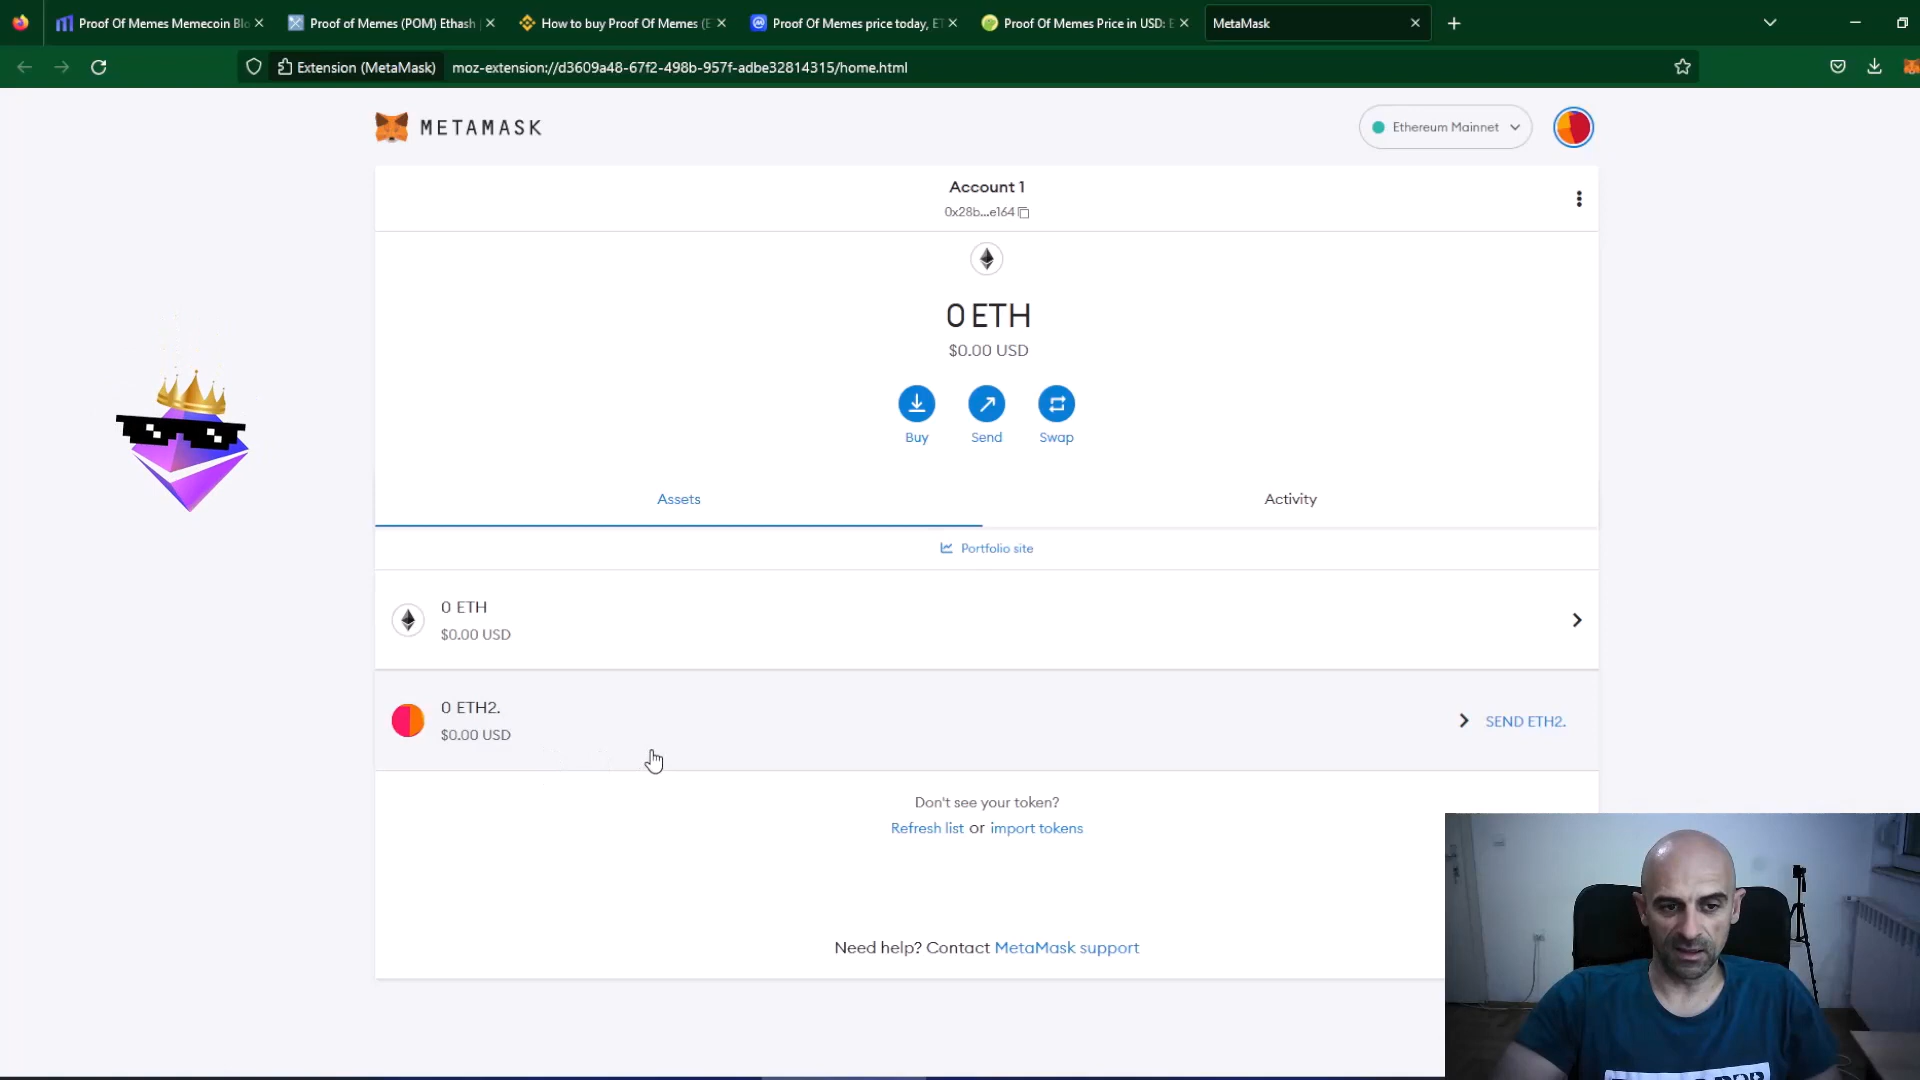 Proof Of Memes Memecoin Blo
Proof of Memes (POM) Ethash
How to buy Proof Of Memes (E
Proof Of Memes price today, ET
Proof Of Memes Price in USD: E
MetaMask
Extension (MetaMask)
moz-extension://d3609a48-67f2-498b-957f-adbe32814315/home.html
METAMASK
Ethereum Mainnet
Account 1
0x28b...e164
0 ETH
$0.00 USD
Buy
Send
Swap
Assets
Activity
Portfolio site
0 ETH
$0.00 USD
0 ETH2.
$0.00 USD
SEND ETH2.
Don't see your token?
Refresh list or import tokens
Need help? Contact MetaMask support